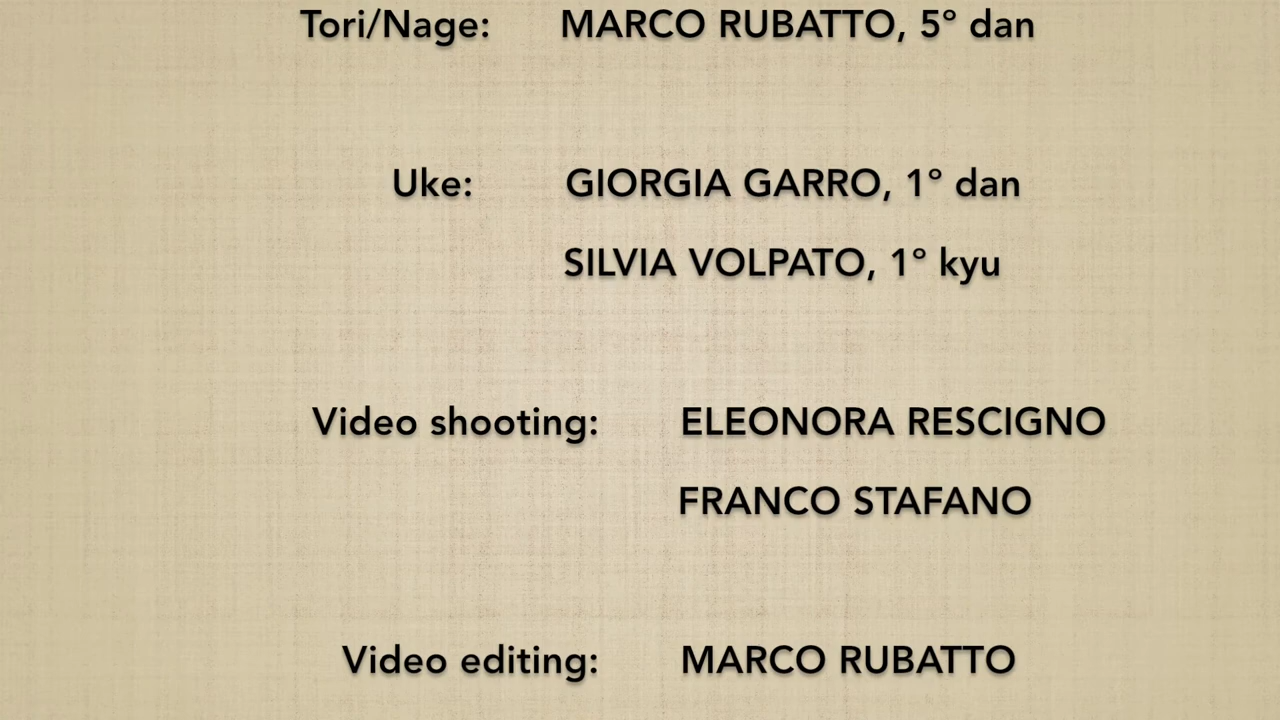 Tori/Nage: MARCO RUBATTO, 5° dan
Uke: GIORGIA GARRO, 1° dan
SILVIA VOLPATO, 1° kyu
Video shooting: ELEONORA RESCIGNO
FRANCO STAFANO
Video editing: MARCO RUBATTO